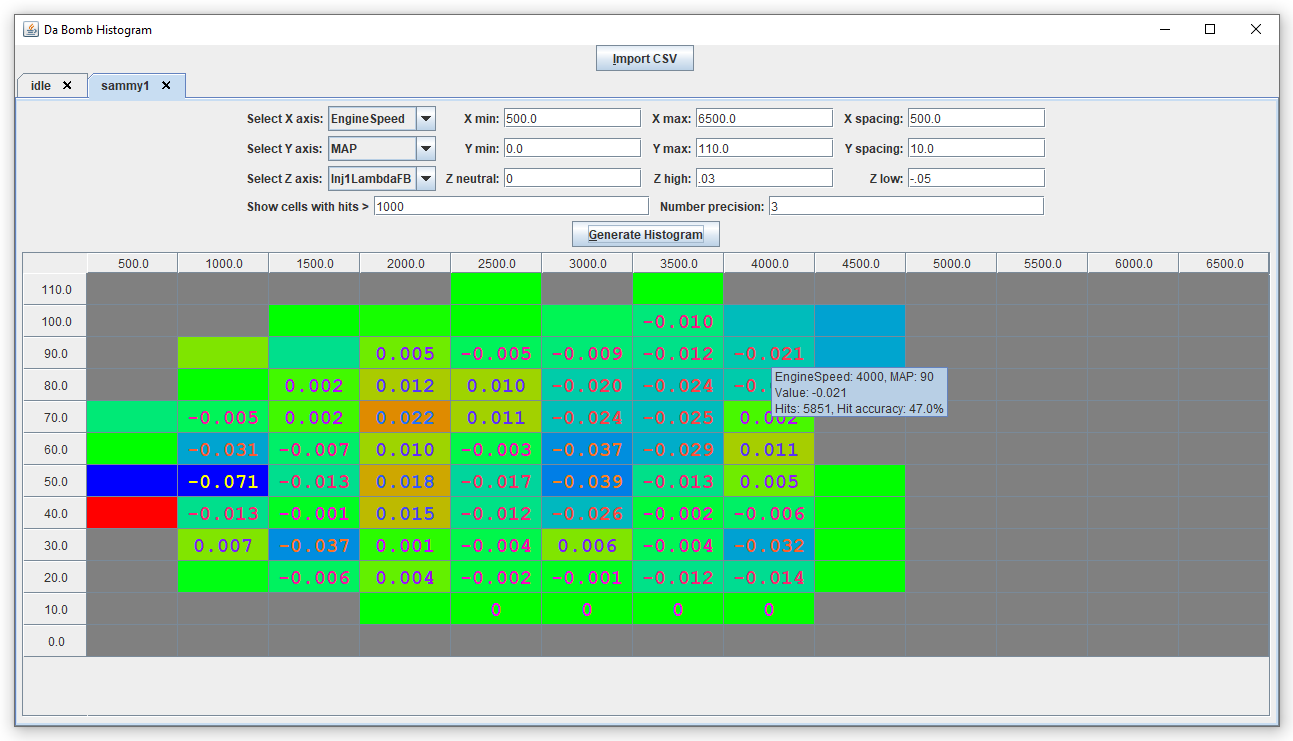 Da Bomb Histogram
Import CSV
idle sammy1
Select X axis: EngineSpeed X min: 500.0 X max: 6500.0 X spacing: 500.0
Select Y axis: MAP Y min: 0.0 Y max: 110.0 Y spacing: 10.0
Select Z axis: Inj1LambdaFB Z neutral: 0 Z high: .03 Z low: -.05
Show cells with hits > 1000 Number precision: 3
Generate Histogram
500.0 1000.0 1500.0 2000.0 2500.0 3000.0 3500.0 4000.0 4500.0 5000.0 5500.0 6000.0 6500.0
110.0
100.0 -0.010
90.0 0.005 -0.005 -0.009 -0.012 -0.021
80.0 0.002 0.012 0.010 -0.020 -0.024
EngineSpeed: 4000, MAP: 90
Value: -0.021
Hits: 5851, Hit accuracy: 47.0%
70.0 -0.005 0.002 0.022 0.011 -0.024 -0.025 0.002
60.0 -0.031 -0.007 0.010 -0.003 -0.037 -0.029 0.011
50.0 -0.071 -0.013 0.018 -0.017 -0.039 -0.013 0.005
40.0 -0.013 -0.001 0.015 -0.012 -0.026 -0.002 -0.006
30.0 0.007 -0.037 0.001 -0.004 0.006 -0.004 -0.032
20.0 -0.006 0.004 -0.002 -0.001 -0.012 -0.014
10.0 0 0 0 0
0.0